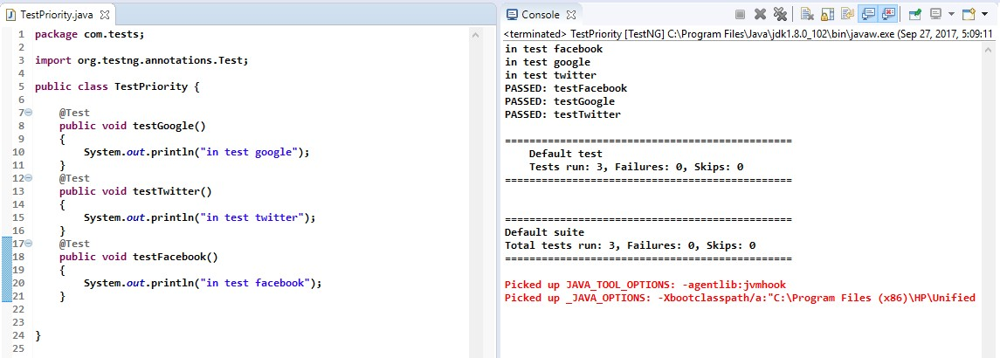 TestPriority.java
1 package com.tests;
2
3 import org.testng.annotations.Test;
4
5 public class TestPriority {
6
7 @Test
8 public void testGoogle()
9 {
10 System.out.println("in test google");
11 }
12 @Test
13 public void testTwitter()
14 {
15 System.out.println("in test twitter");
16 }
17 @Test
18 public void testFacebook()
19 {
20 System.out.println("in test facebook");
21 }
22
23
24 }
25
Console
<terminated> TestPriority [TestNG] C:\Program Files\Java\jdk1.8.0_102\bin\javaw.exe (Sep 27, 2017, 5:09:11
in test facebook
in test google
in test twitter
PASSED: testFacebook
PASSED: testGoogle
PASSED: testTwitter
===============================================
Default test
Tests run: 3, Failures: 0, Skips: 0
===============================================
===============================================
Default suite
Total tests run: 3, Failures: 0, Skips: 0
===============================================
Picked up JAVA_TOOL_OPTIONS: -agentlib:jvmhook
Picked up _JAVA_OPTIONS: -Xbootclasspath/a:"C:\Program Files (x86)\HP\Unified